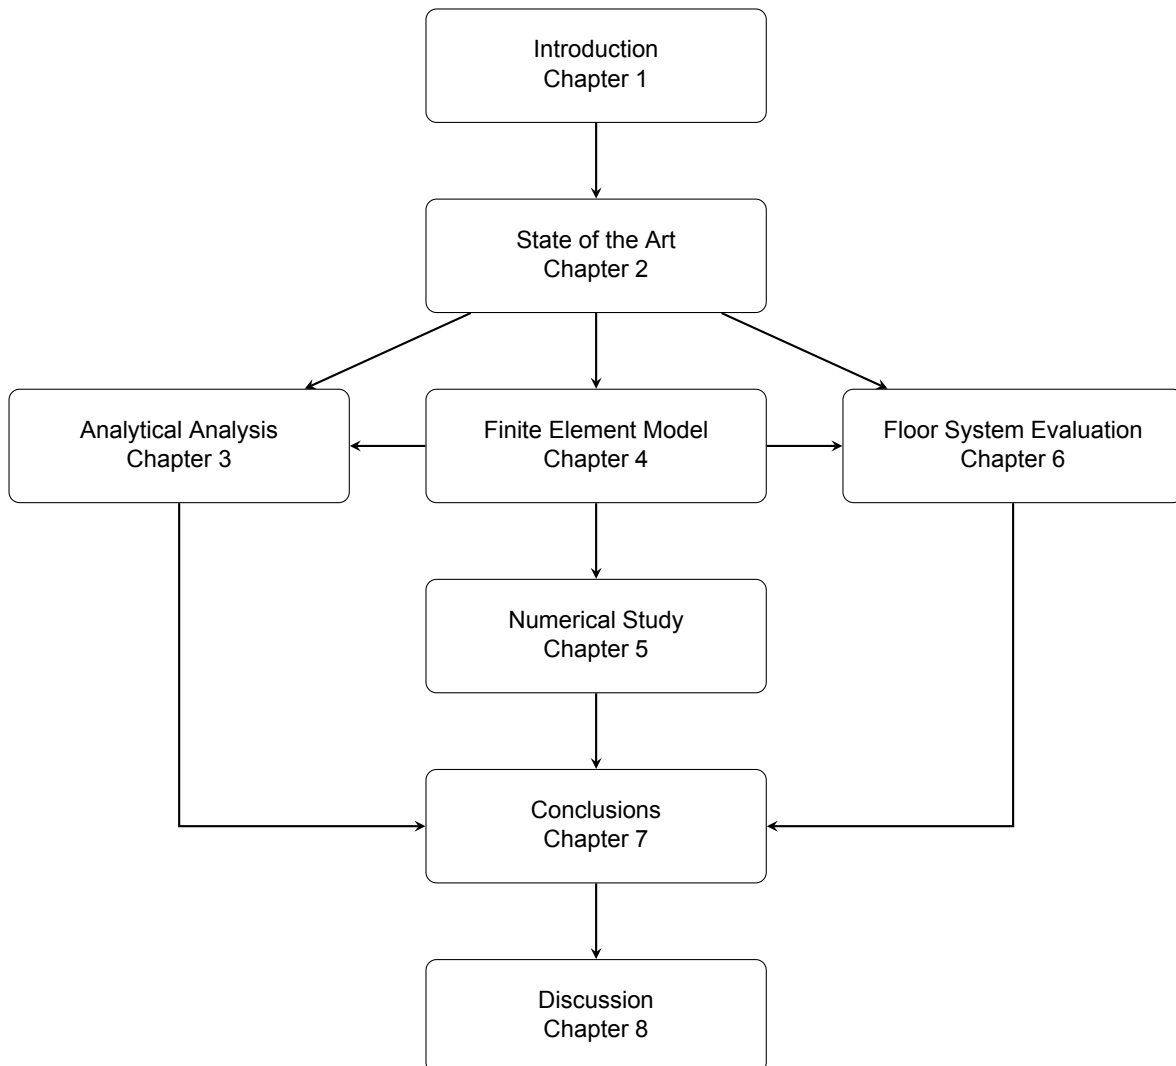 Introduction
Chapter 1
State of the Art
Chapter 2
Analytical Analysis
Chapter 3
Finite Element Model
Chapter 4
Floor System Evaluation
Chapter 6
Numerical Study
Chapter 5
Conclusions
Chapter 7
Discussion
Chapter 8